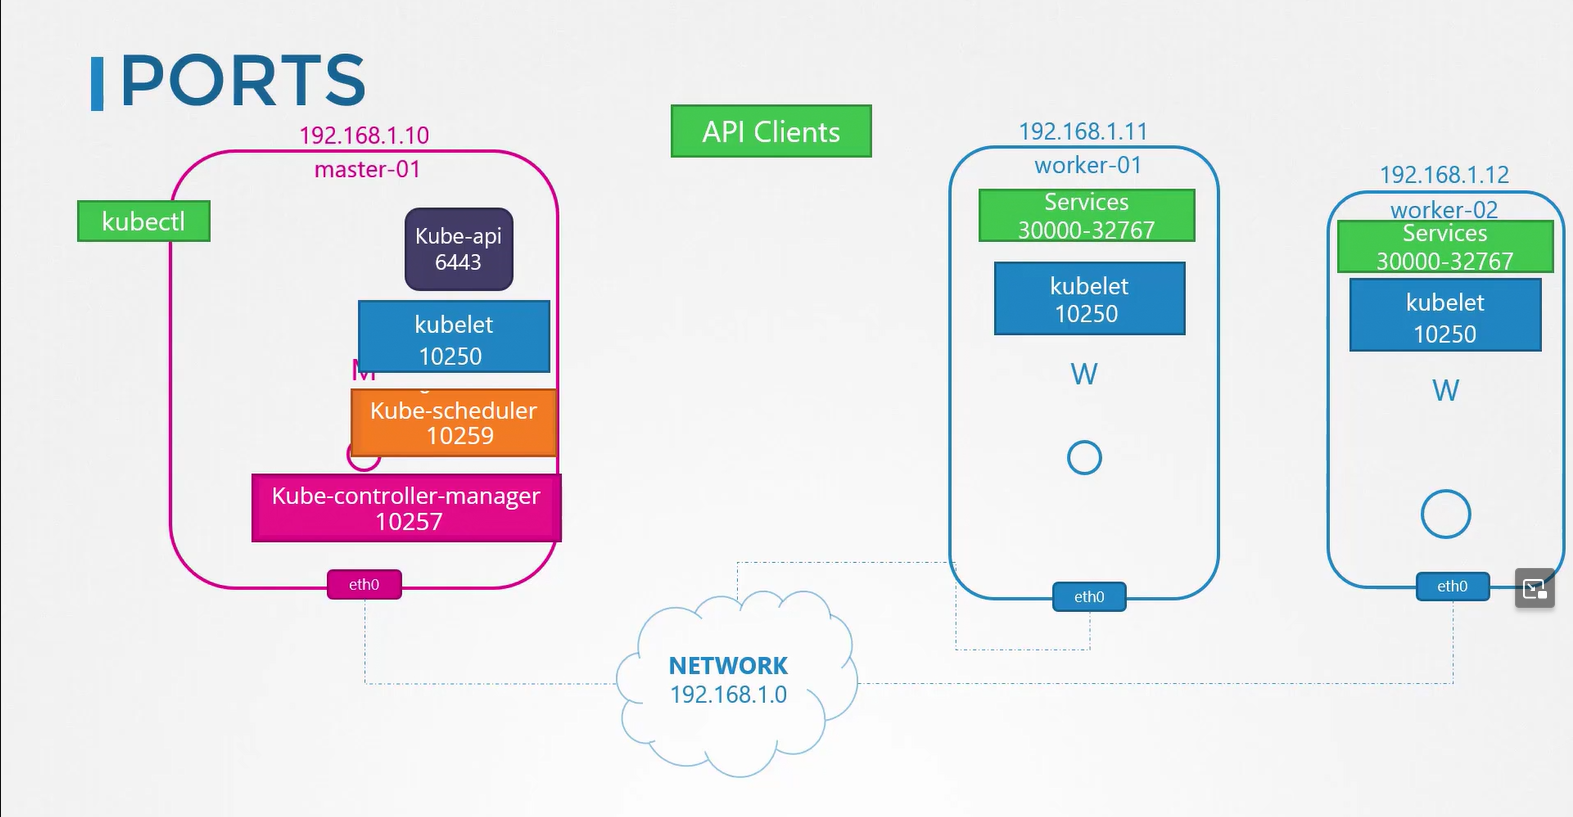 PORTS
192.168.1.10
master-01
kubectl
Kube-api
6443
kubelet
10250
M
Kube-scheduler
10259
Kube-controller-manager
10257
eth0
API Clients
192.168.1.11
worker-01
Services
30000-32767
kubelet
10250
W
eth0
192.168.1.12
worker-02
Services
30000-32767
kubelet
10250
W
eth0
NETWORK
192.168.1.0